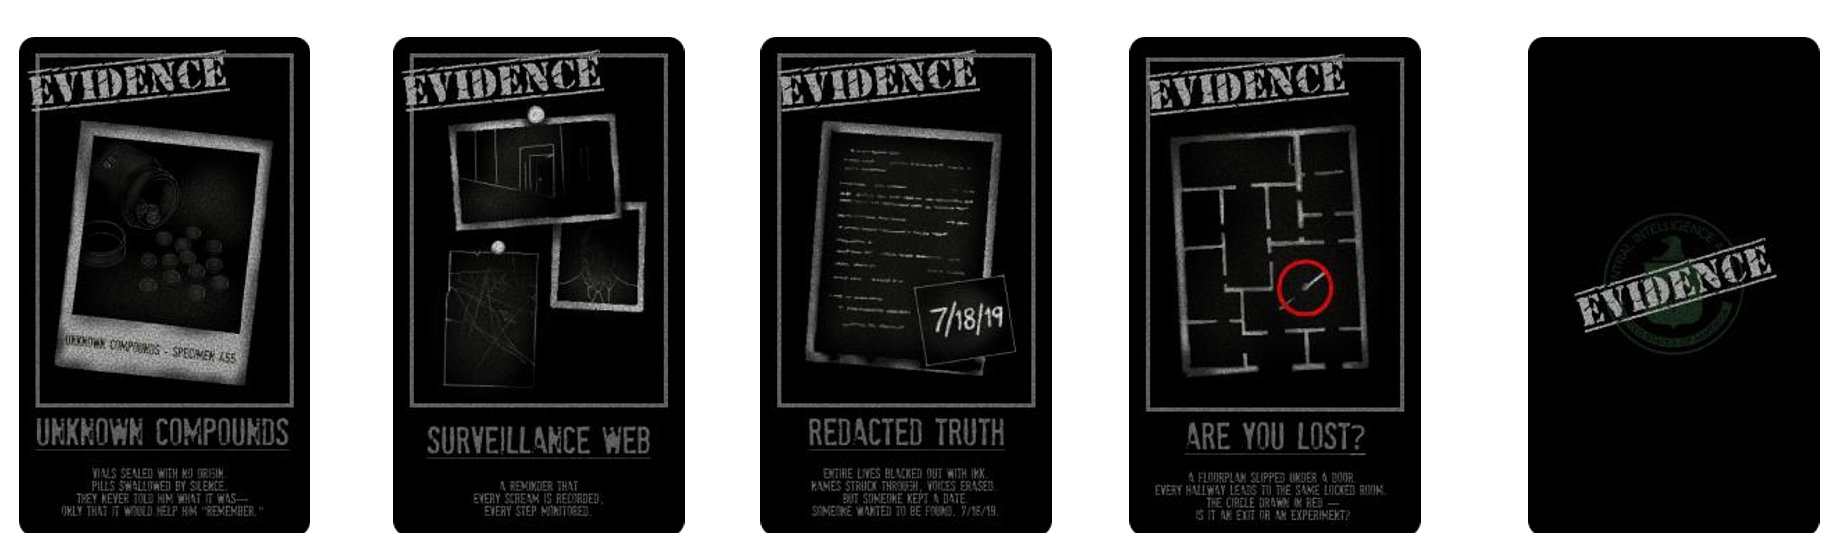 EVIDENCE
UNKNOWN COMPOUNDS - SPECIMEN 455
UNKNOWN COMPOUNDS
VIALS SEALED WITH NO ORIGIN.
PILLS SWALLOWED BY SILENCE.
THEY NEVER TOLD HIM WHAT IT WAS—
ONLY THAT IT WOULD HELP HIM "REMEMBER."
EVIDENCE
SURVEILLANCE WEB
A REMINDER THAT
EVERY SCREAM IS RECORDED,
EVERY STEP MONITORED.
EVIDENCE
7/18/19
REDACTED TRUTH
ENTIRE LIVES BLACKED OUT WITH INK.
NAMES STRUCK THROUGH, VOICES ERASED.
BUT SOMEONE KEPT A DATE.
SOMEONE WANTED TO BE FOUND. 7/18/19.
EVIDENCE
ARE YOU LOST?
A FLOORPLAN SLIPPED UNDER A DOOR.
EVERY HALLWAY LEADS TO THE SAME LOCKED ROOM.
THE CIRCLE DRAWN IN RED —
IS IT AN EXIT OR AN EXPERIMENT?
INTELLIGENCE
EVIDENCE